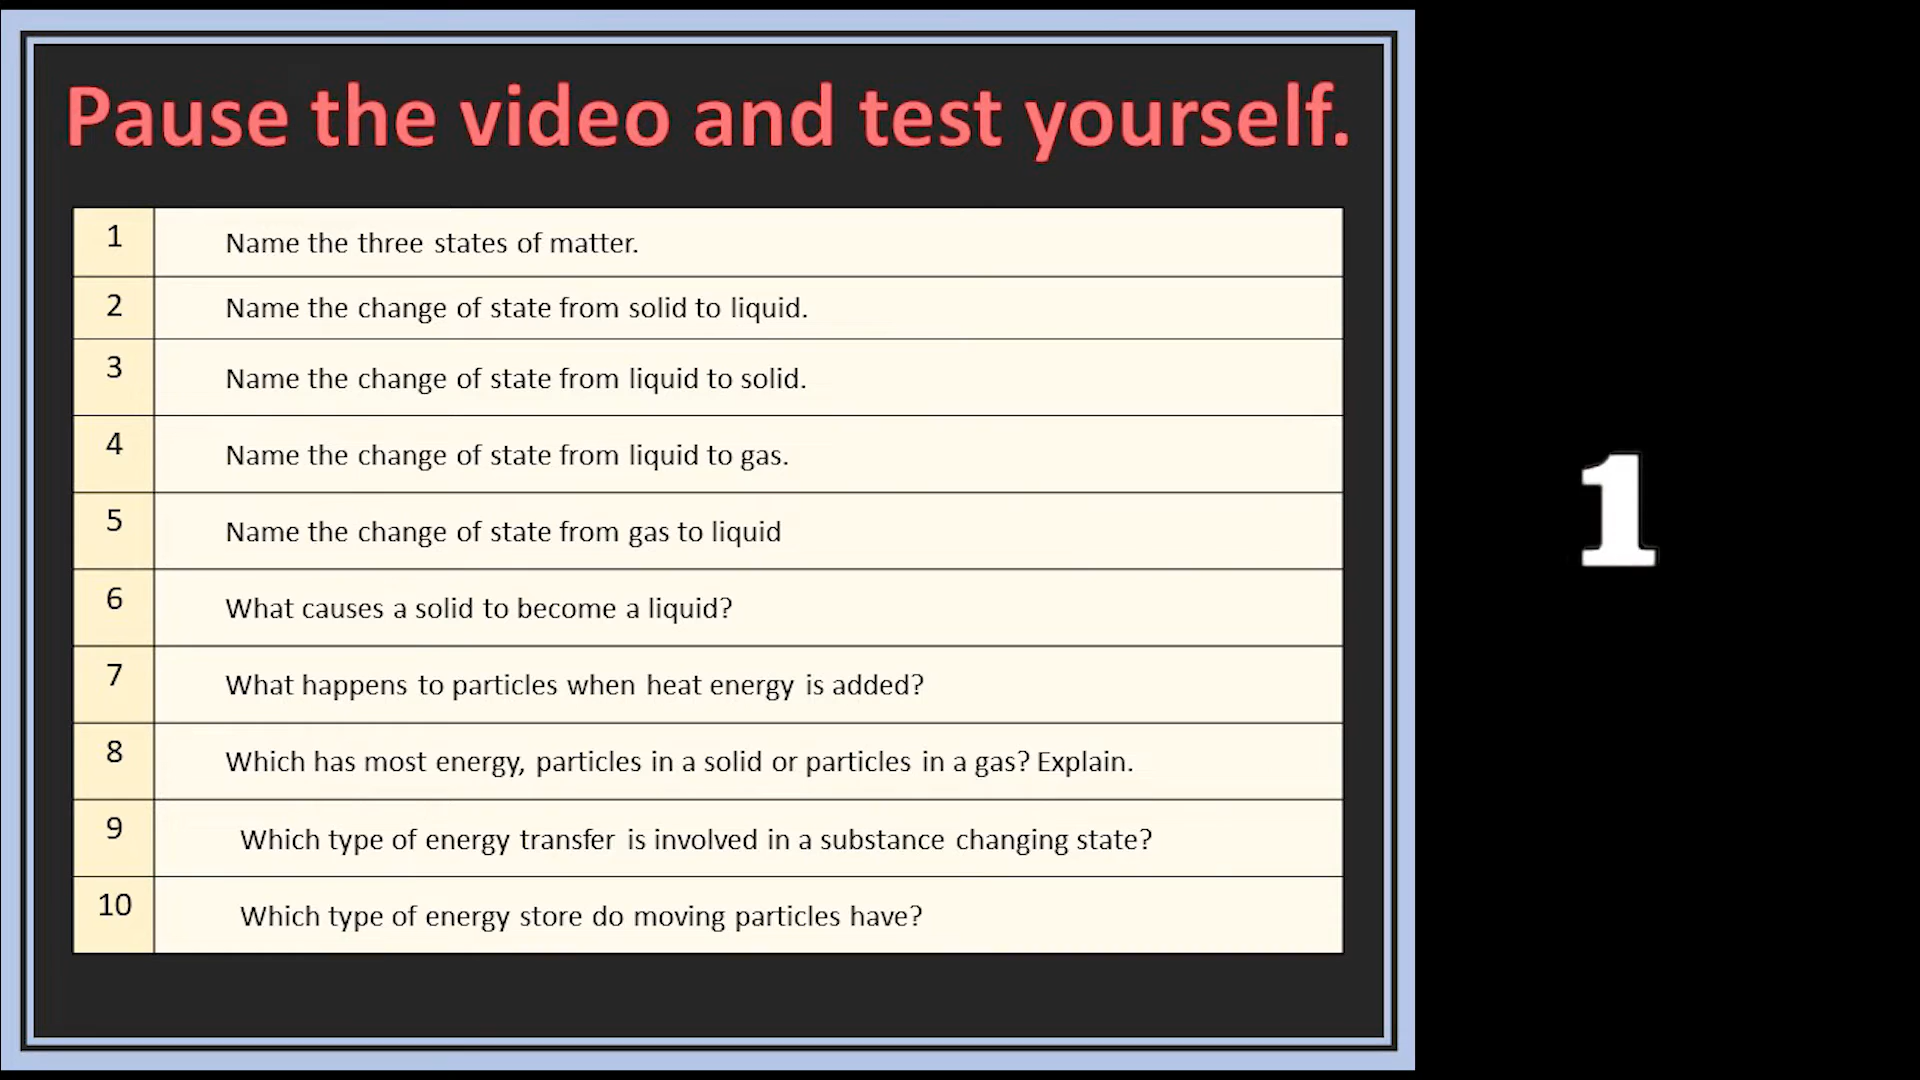 Pause the video and test yourself.
1 Name the three states of matter.
2 Name the change of state from solid to liquid.
3 Name the change of state from liquid to solid.
4 Name the change of state from liquid to gas.
5 Name the change of state from gas to liquid
6 What causes a solid to become a liquid?
7 What happens to particles when heat energy is added?
8 Which has most energy, particles in a solid or particles in a gas? Explain.
9 Which type of energy transfer is involved in a substance changing state?
10 Which type of energy store do moving particles have?
1